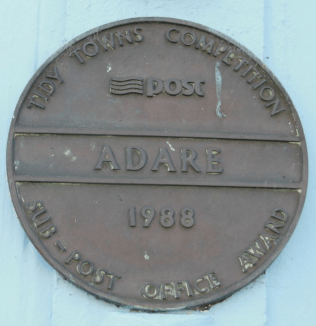 TIDY TOWNS COMPETITION
post
ADARE
1988
SUB-POST OFFICE AWARD